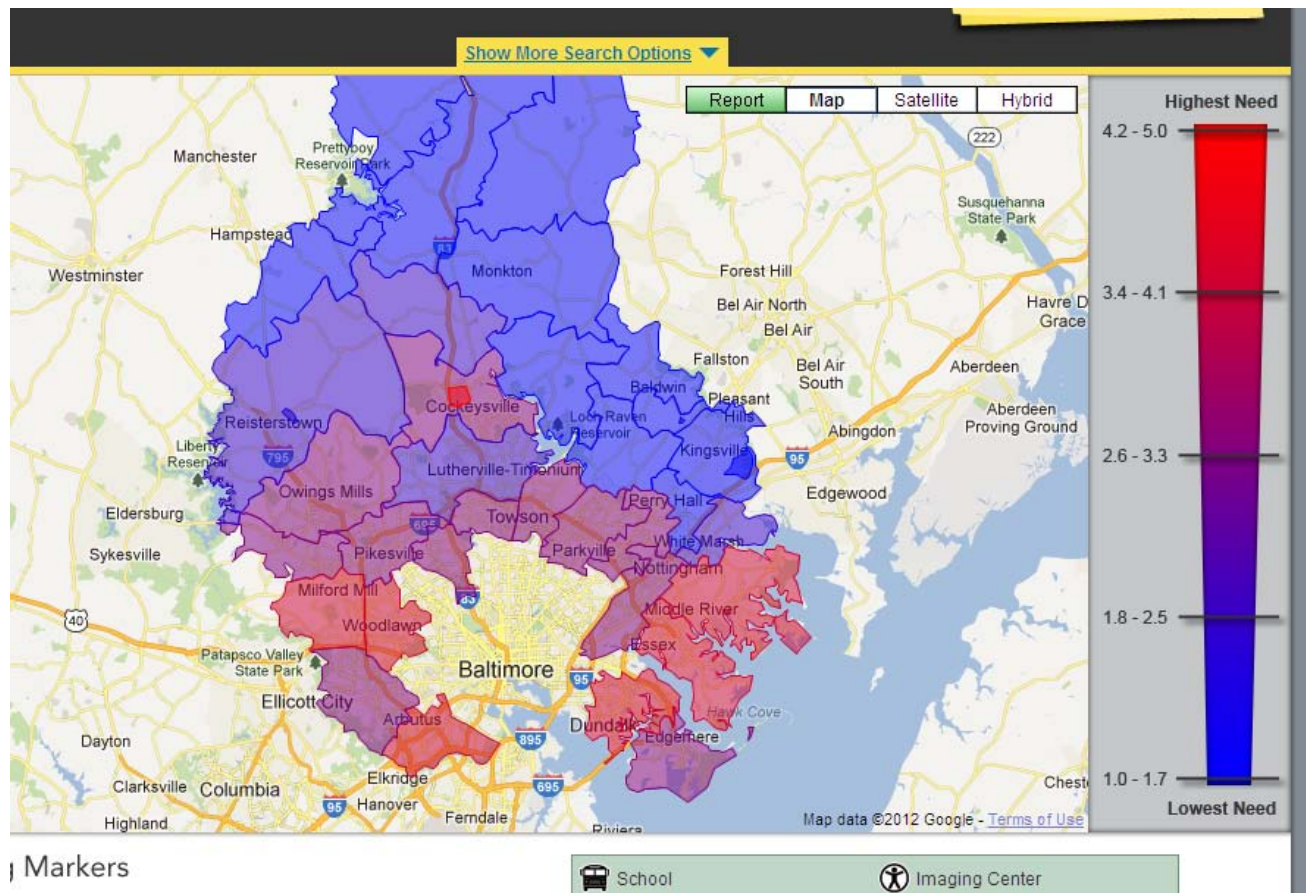 Show More Search Options
Report Map Satellite Hybrid
Highest Need
4.2 - 5.0
3.4 - 4.1
2.6 - 3.3
1.8 - 2.5
1.0 - 1.7
Lowest Need
222
Manchester
Prettyboy
Reservoir Park
Susquehanna
State Park
Hampstead
83
Westminster
Monkton
Forest Hill
Bel Air North
Bel Air
Havre D
Grace
Fallston
Bel Air
South
Aberdeen
Baldwin
Pleasant
Hills
Cockeysville
Loch Raven
Reservoir
Aberdeen
Proving Ground
Reisterstown
Abingdon
Kingsville
Liberty
Reservoir
795
95
Lutherville-Timonium
Owings Mills
Perry Hall
Edgewood
Eldersburg
695
Towson
Sykesville
Pikesville
Parkville
White Marsh
Nottingham
Milford Mill
83
Middle River
40
Woodlawn
Essex
Patapsco Valley
State Park
Baltimore
95
Ellicott City
Arbutus
Dundalk
Hawk Cove
Edgemere
Dayton
895
Elkridge
Clarksville
Columbia
695
Chest
95
Hanover
Highland
Ferndale
Riviera
Map data ©2012 Google - Terms of Use
Markers
School
Imaging Center